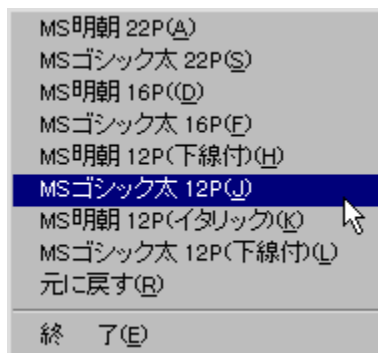 MS明朝 22P(A)
MSゴシック太 22P(S)
MS明朝 16P((D)
MSゴシック太 16P(F)
MS明朝 12P(下線付)(H)
MSゴシック太 12P(J)
MS明朝 12P(イタリック)(K)
MSゴシック太 12P(下線付)(L)
元に戻す(R)
終　了(E)